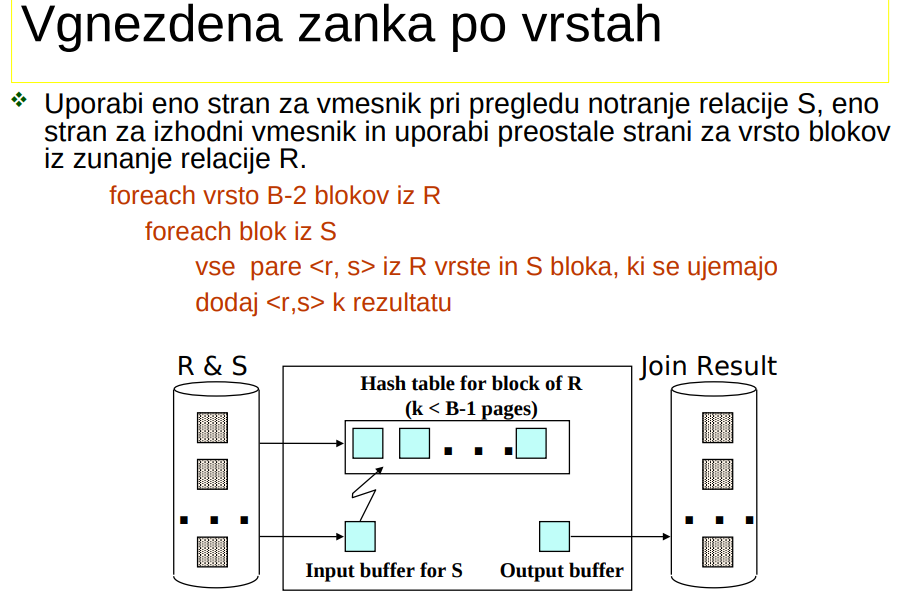 Vgnezdena zanka po vrstah
Uporabi eno stran za vmesnik pri pregledu notranje relacije S, eno
stran za izhodni vmesnik in uporabi preostale strani za vrsto blokov
iz zunanje relacije R.
foreach vrsto B-2 blokov iz R
foreach blok iz S
vse pare <r, s> iz R vrste in S bloka, ki se ujemajo
dodaj <r,s> k rezultatu
R & S
Join Result
Hash table for block of R
(k < B-1 pages)
. . .
. . .
. . .
Input buffer for S
Output buffer